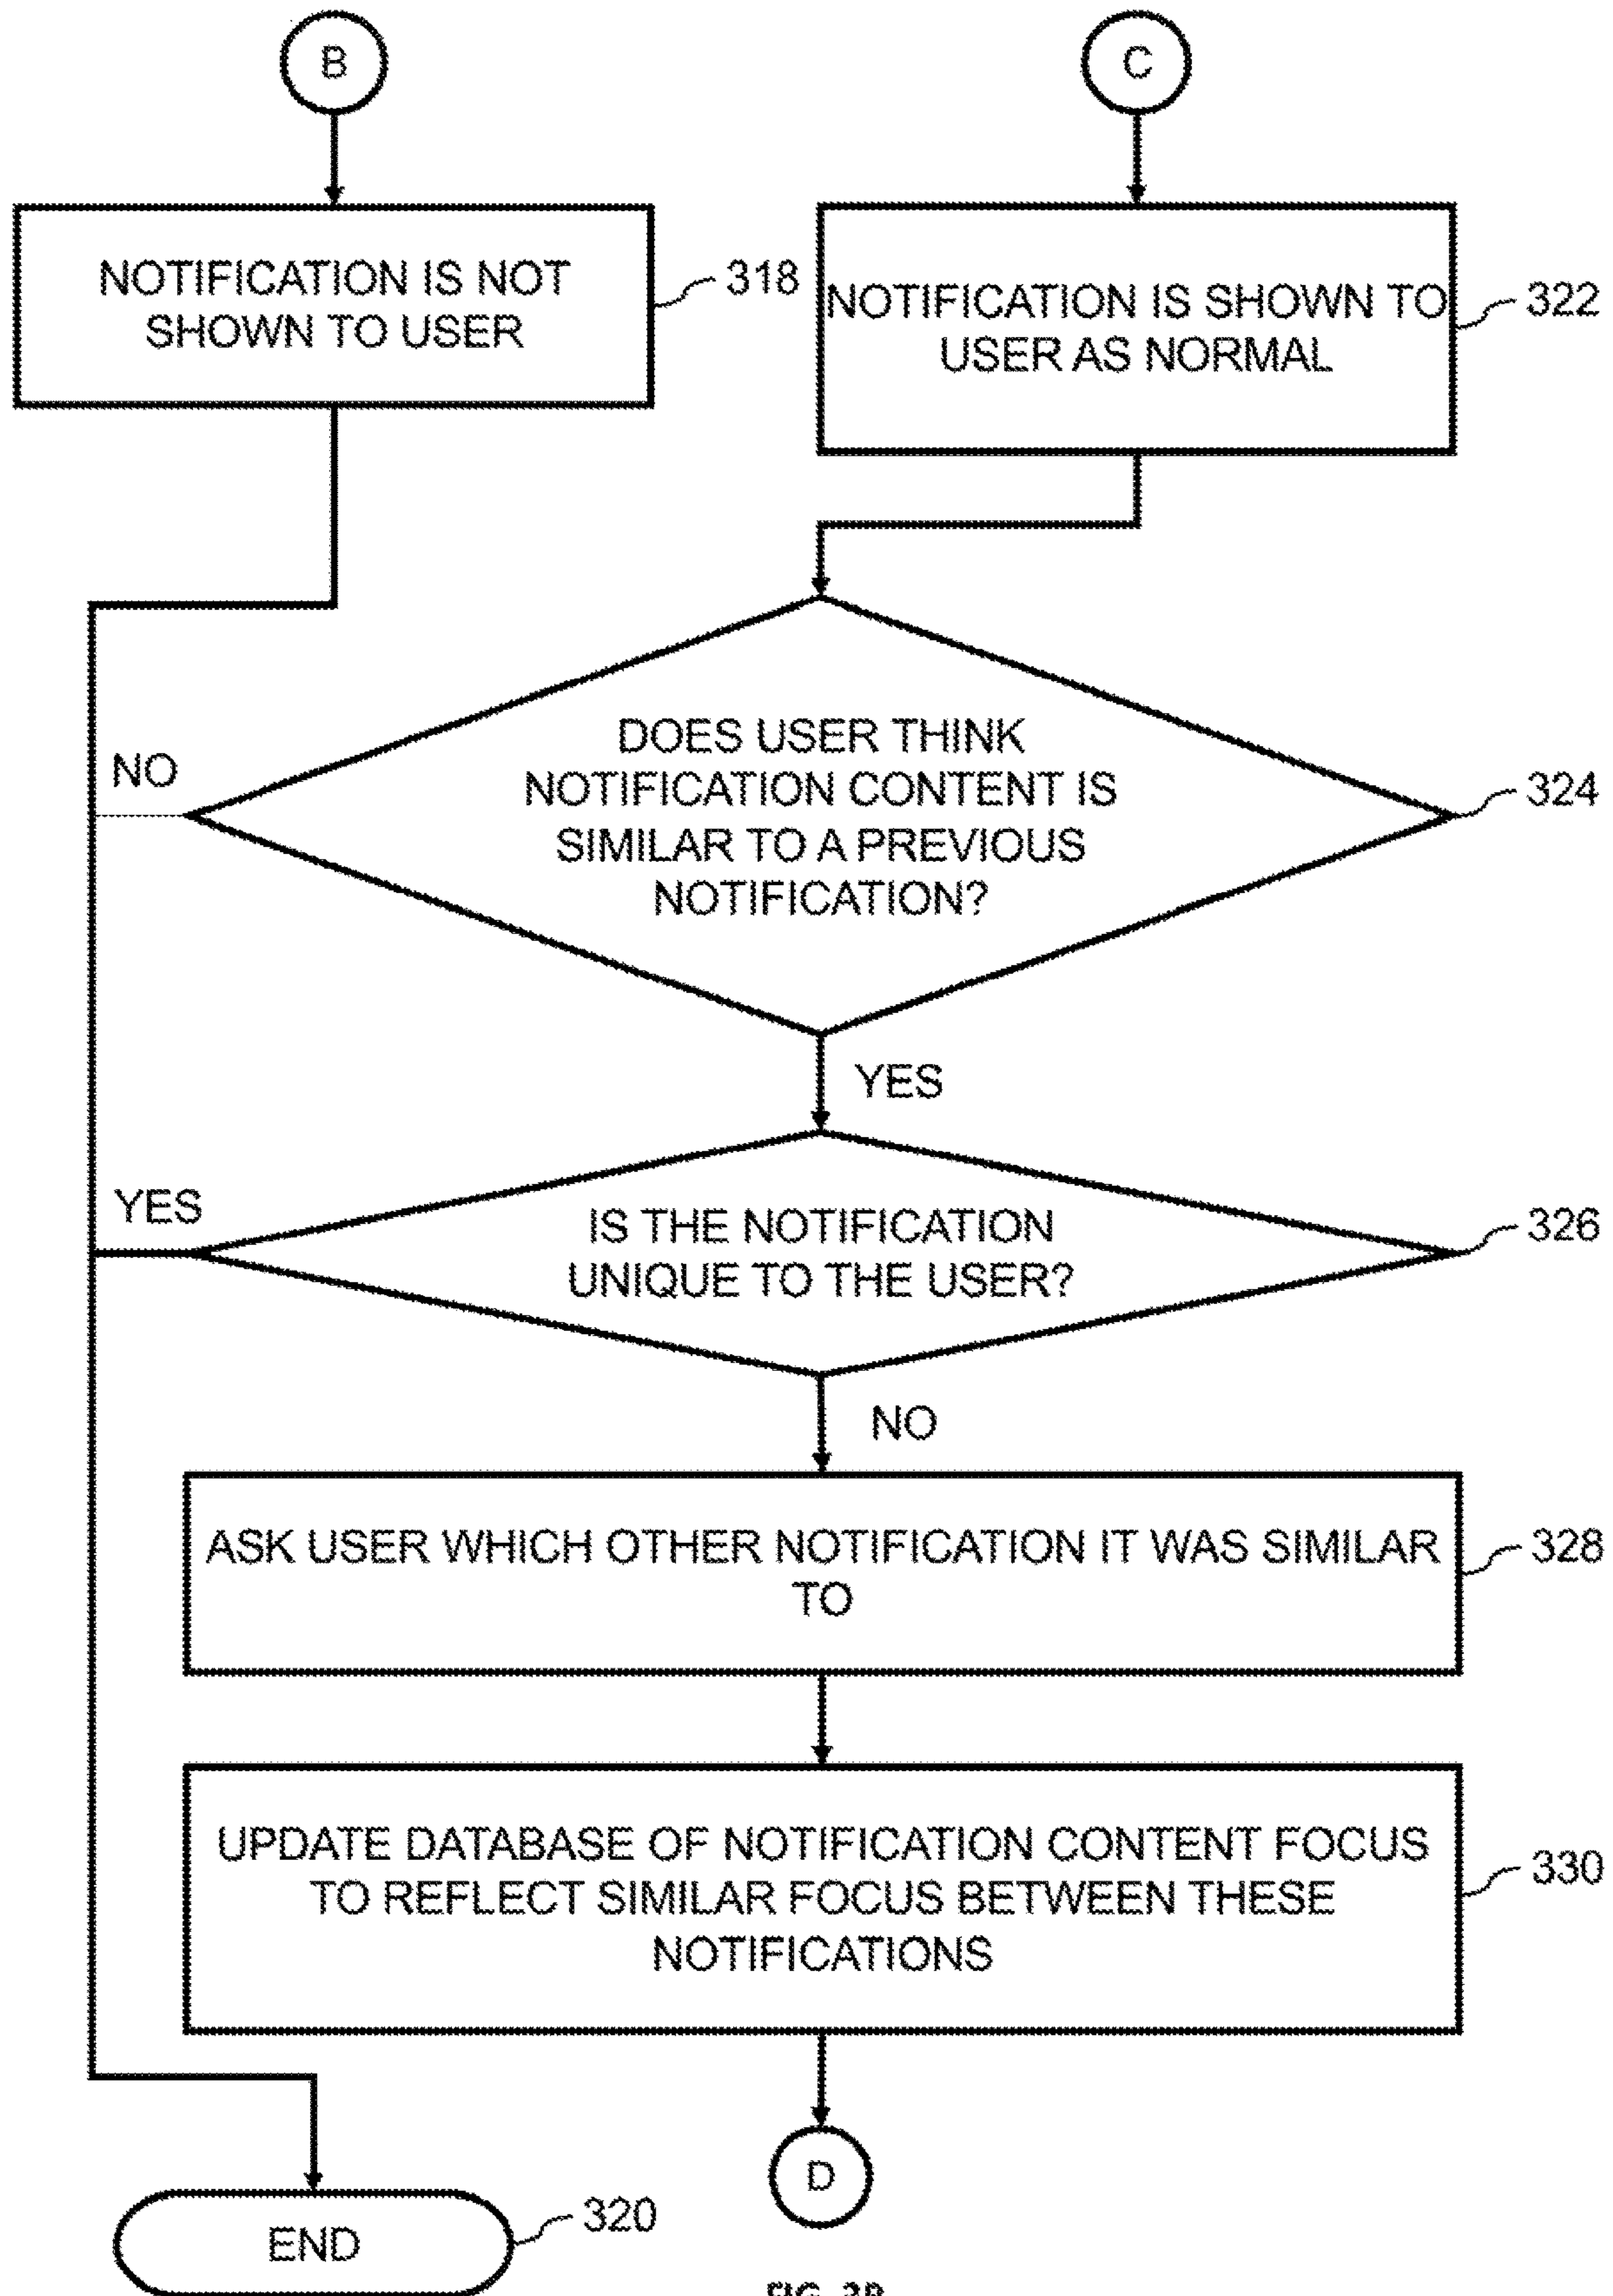 B
C
NOTIFICATION IS NOT
SHOWN TO USER
318
NOTIFICATION IS SHOWN TO
USER AS NORMAL
322
DOES USER THINK
NOTIFICATION CONTENT IS
SIMILAR TO A PREVIOUS
NOTIFICATION?
324
NO
YES
IS THE NOTIFICATION
UNIQUE TO THE USER?
326
YES
NO
ASK USER WHICH OTHER NOTIFICATION IT WAS SIMILAR
TO
328
UPDATE DATABASE OF NOTIFICATION CONTENT FOCUS
TO REFLECT SIMILAR FOCUS BETWEEN THESE
NOTIFICATIONS
330
D
END
320
FIG. 3B